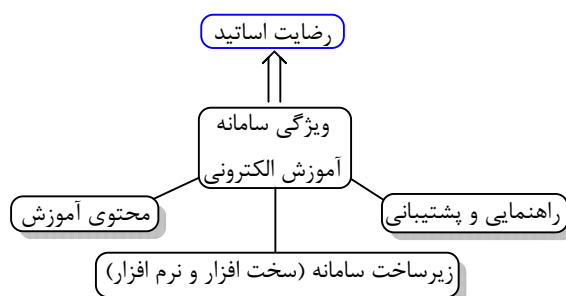 رضایت اساتید
ویژگی سامانه
آموزش الکترونی
راهنمایی و پشتیبانی
محتوی آموزش
زیرساخت سامانه (سخت افزار و نرم افزار)